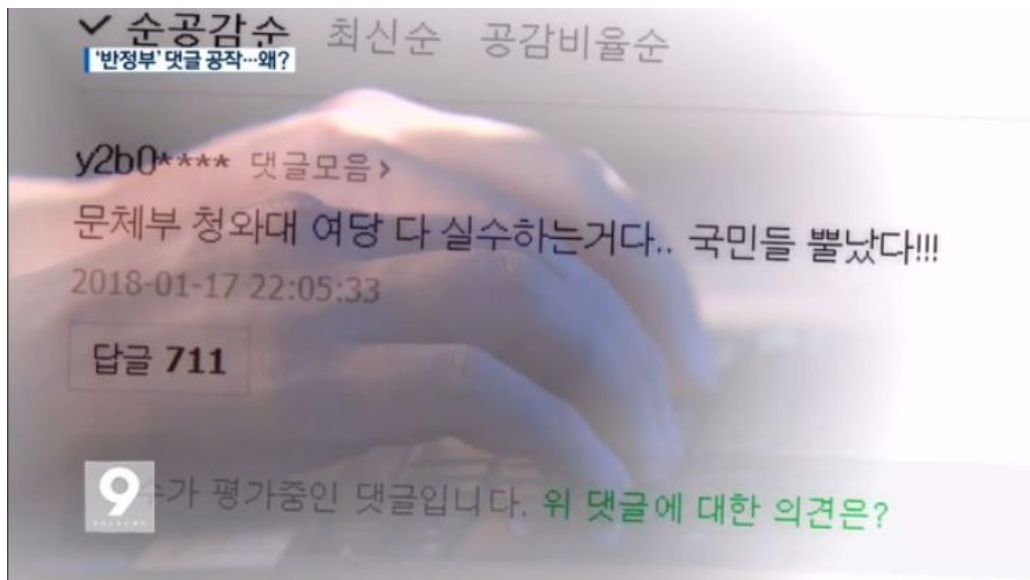 ✓ 순공감순 최신순 공감비율순
'반정부' 댓글 공작…왜?
y2b0**** 댓글모음>
문체부 청와대 여당 다 실수하는거다.. 국민들 뿔났다!!!
2018-01-17 22:05:33
답글 711
9
수가 평가중인 댓글입니다. 위 댓글에 대한 의견은?